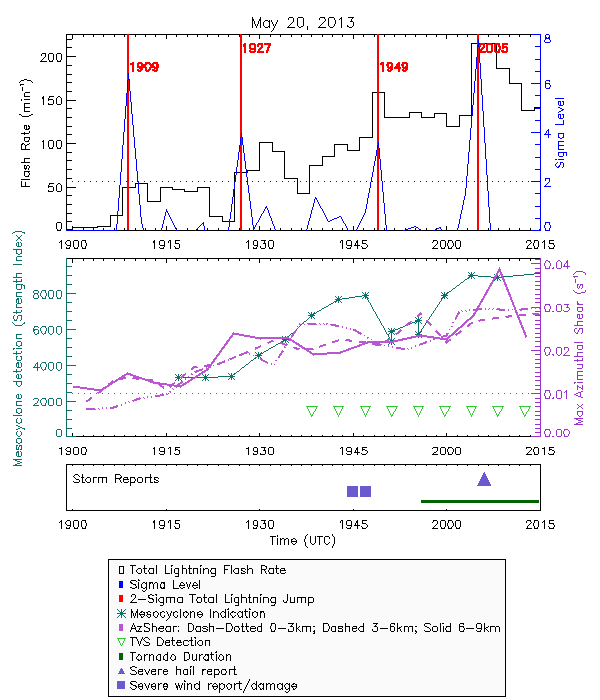 May 20, 2013
1909
1927
1949
2005
Flash Rate (min⁻¹)
200
150
100
50
0
Sigma Level
8
6
4
2
0
1900 1915 1930 1945 2000 2015
Mesocyclone detection (Strength Index)
8000
6000
4000
2000
0
Max Azimuthal Shear (s⁻¹)
0.04
0.03
0.02
0.01
0.00
1900 1915 1930 1945 2000 2015
Storm Reports
1900 1915 1930 1945 2000 2015
Time (UTC)
Total Lightning Flash Rate
Sigma Level
2-Sigma Total Lightning Jump
Mesocyclone Indication
AzShear: Dash-Dotted 0-3km; Dashed 3-6km; Solid 6-9km
TVS Detection
Tornado Duration
Severe hail report
Severe wind report/damage